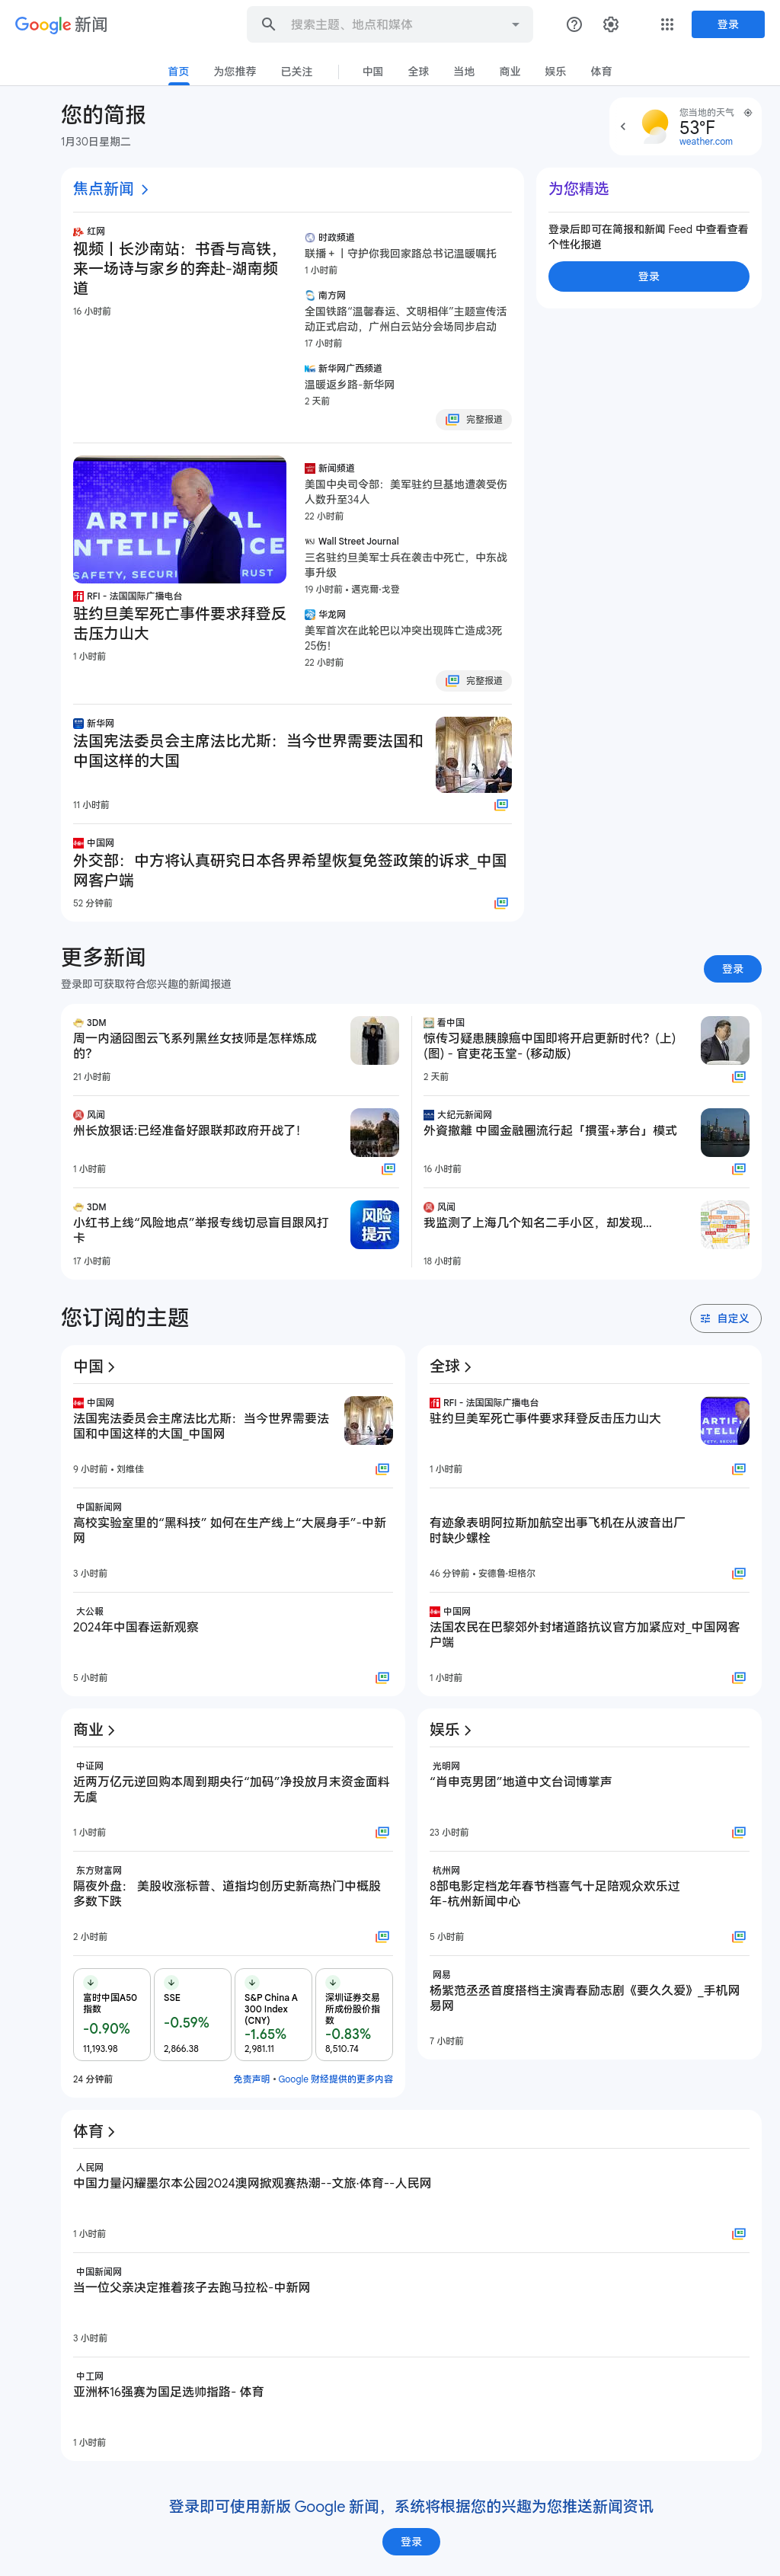 Google 新闻
搜索主题、地点和媒体
登录
首页
为您推荐
已关注
中国
全球
当地
商业
娱乐
体育
您的简报
1月30日星期二
您当地的天气
53°F
weather.com
焦点新闻
红网
视频丨长沙南站：书香与高铁，
来一场诗与家乡的奔赴-湖南频
道
16 小时前
时政频道
联播＋丨守护你我回家路总书记温暖嘱托
1 小时前
南方网
全国铁路“温馨春运、文明相伴”主题宣传活
动正式启动，广州白云站分会场同步启动
17 小时前
新华网广西频道
温暖返乡路-新华网
2 天前
完整报道
为您精选
登录后即可在简报和新闻 Feed 中查看查看
个性化报道
登录
ARTIFICIAL
INTELLIGENCE
RFI - 法国国际广播电台
驻约旦美军死亡事件要求拜登反
击压力山大
1 小时前
新闻频道
美国中央司令部：美军驻约旦基地遭袭受伤
人数升至34人
22 小时前
Wall Street Journal
三名驻约旦美军士兵在袭击中死亡，中东战
事升级
19 小时前 • 邁克爾·戈登
华龙网
美军首次在此轮巴以冲突出现阵亡造成3死
25伤！
22 小时前
完整报道
新华网
法国宪法委员会主席法比尤斯：当今世界需要法国和
中国这样的大国
11 小时前
中国网
外交部：中方将认真研究日本各界希望恢复免签政策的诉求_中国
网客户端
52 分钟前
更多新闻
登录即可获取符合您兴趣的新闻报道
登录
3DM
周一内涵囧图云飞系列黑丝女技师是怎样炼成
的？
21 小时前
风闻
州长放狠话:已经准备好跟联邦政府开战了！
1 小时前
3DM
小红书上线“风险地点”举报专线切忌盲目跟风打
卡
17 小时前
风险
提示
看中国
惊传习疑患胰腺癌中国即将开启更新时代？(上)
(图) - 官吏花玉堂- (移动版)
2 天前
大纪元新闻网
外資撤離 中國金融圈流行起「摜蛋+茅台」模式
16 小时前
风闻
我监测了上海几个知名二手小区，却发现...
18 小时前
您订阅的主题
自定义
中国
中国网
法国宪法委员会主席法比尤斯：当今世界需要法
国和中国这样的大国_中国网
9 小时前 • 刘维佳
中国新闻网
高校实验室里的“黑科技” 如何在生产线上“大展身手”-中新
网
3 小时前
大公報
2024年中国春运新观察
5 小时前
全球
RFI - 法国国际广播电台
驻约旦美军死亡事件要求拜登反击压力山大
1 小时前
有迹象表明阿拉斯加航空出事飞机在从波音出厂
时缺少螺栓
46 分钟前 • 安德鲁·坦格尔
中国网
法国农民在巴黎郊外封堵道路抗议官方加紧应对_中国网客
户端
1 小时前
商业
中证网
近两万亿元逆回购本周到期央行“加码”净投放月末资金面料
无虞
1 小时前
东方财富网
隔夜外盘： 美股收涨标普、道指均创历史新高热门中概股
多数下跌
2 小时前
富时中国A50
指数
-0.90%
11,193.98
SSE
-0.59%
2,866.38
S&P China A
300 Index
(CNY)
-1.65%
2,981.11
深圳证券交易
所成份股价指
数
-0.83%
8,510.74
24 分钟前
免责声明 • Google 财经提供的更多内容
娱乐
光明网
“肖申克男团”地道中文台词博掌声
23 小时前
杭州网
8部电影定档龙年春节档喜气十足陪观众欢乐过
年-杭州新闻中心
5 小时前
网易
杨紫范丞丞首度搭档主演青春励志剧《要久久爱》_手机网
易网
7 小时前
体育
人民网
中国力量闪耀墨尔本公园2024澳网掀观赛热潮--文旅·体育--人民网
1 小时前
中国新闻网
当一位父亲决定推着孩子去跑马拉松-中新网
3 小时前
中工网
亚洲杯16强赛为国足选帅指路- 体育
1 小时前
登录即可使用新版 Google 新闻，系统将根据您的兴趣为您推送新闻资讯
登录